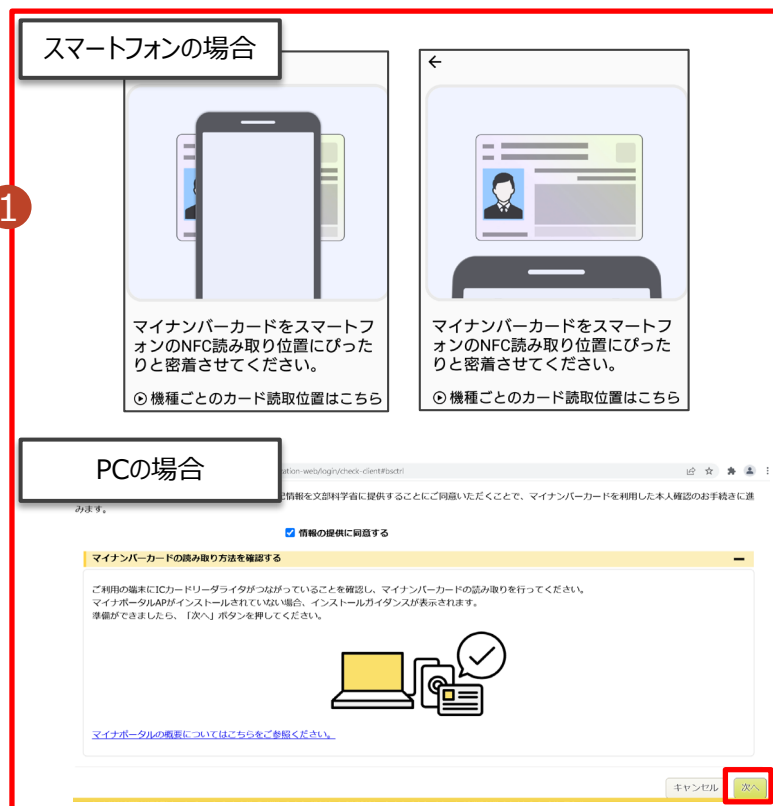 スマートフォンの場合
1
マイナンバーカードをスマートフ
ォンのNFC読み取り位置にぴった
りと密着させてください。
機種ごとのカード読取位置はこちら
マイナンバーカードをスマートフ
ォンのNFC読み取り位置にぴった
りと密着させてください。
機種ごとのカード読取位置はこちら
PCの場合
ation-web/login/check-client#bsctrl
情報を文部科学省に提供することにご同意いただくことで、マイナンバーカードを利用した本人確認のお手続きに進
みます。
情報の提供に同意する
マイナンバーカードの読み取り方法を確認する
ご利用の端末にICカードリーダライタがつながっていることを確認し、マイナンバーカードの読み取りを行ってください。
マイナポータルAPがインストールされていない場合、インストールガイダンスが表示されます。
準備ができましたら、「次へ」ボタンを押してください。
マイナポータルの概要についてはこちらをご参照ください。
キャンセル
次へ